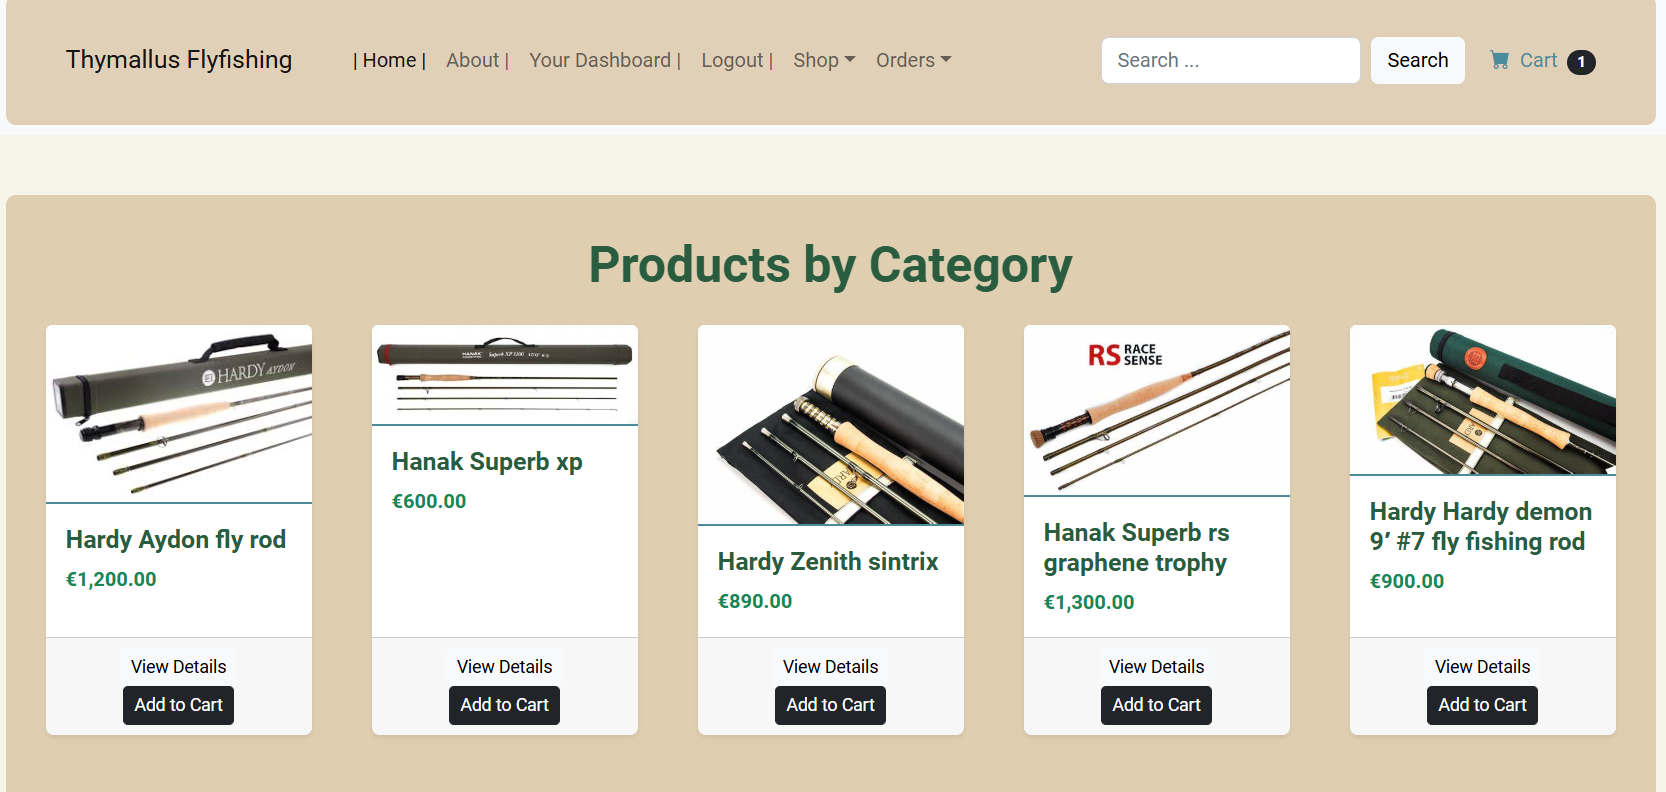 Thymallus Flyfishing | Home | About | Your Dashboard | Logout | Shop Orders Search ... Search Cart 1
Products by Category
HARDY AYDON
Hardy Aydon fly rod
€1,200.00
View Details
Add to Cart
HANAK Superb XP
Hanak Superb xp
€600.00
View Details
Add to Cart
Hardy Zenith sintrix
€890.00
View Details
Add to Cart
RS RACE
SENSE
Hanak Superb rs
graphene trophy
€1,300.00
View Details
Add to Cart
Hardy Hardy demon
9’ #7 fly fishing rod
€900.00
View Details
Add to Cart